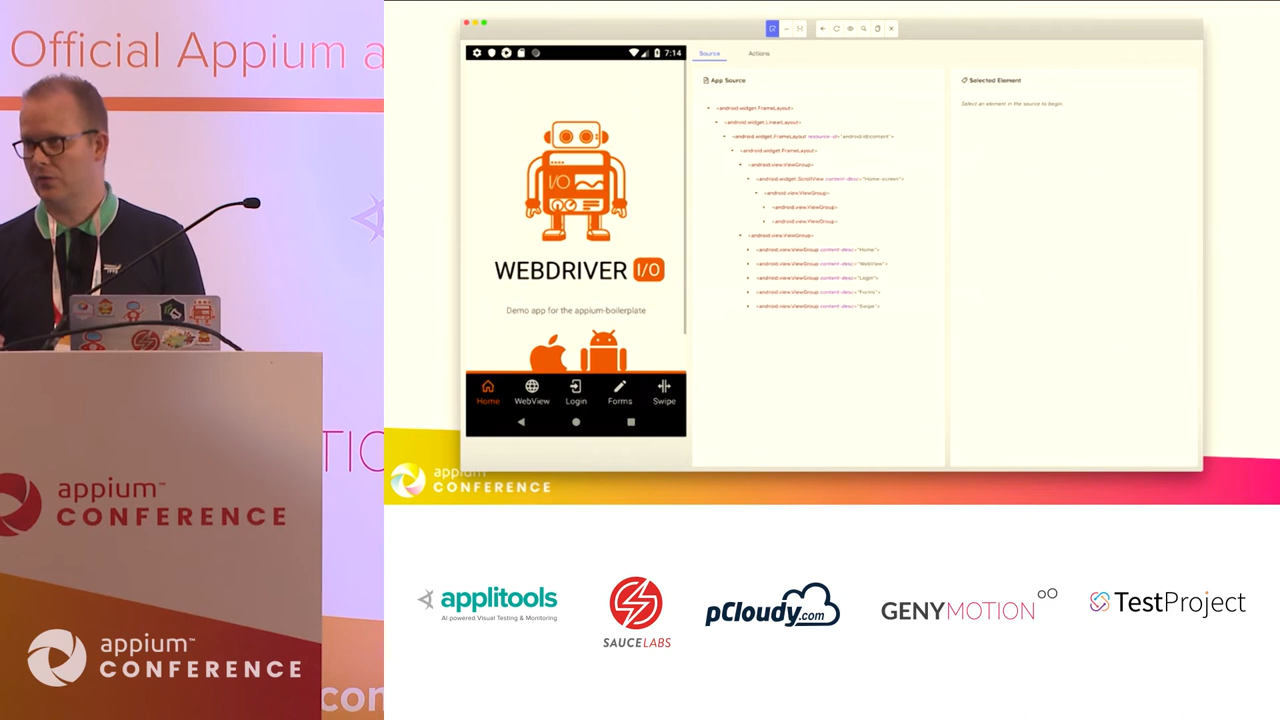 Official Appium a
TIO
appium™
CONFERENCE
appium™
CONFERENCE
con
7:14
I/O
WEBDRIVER I/O
Demo app for the appium-boilerplate
Home WebView Login Forms Swipe
Source Actions
App Source
<android.widget.FrameLayout>
<android.widget.LinearLayout>
<android.widget.FrameLayout resource-id="android:id/content">
<android.widget.FrameLayout>
<android.view.ViewGroup>
<android.widget.ScrollView content-desc="Home-screen">
<android.view.ViewGroup>
<android.view.ViewGroup>
<android.view.ViewGroup>
<android.view.ViewGroup>
<android.view.ViewGroup content-desc="Home">
<android.view.ViewGroup content-desc="WebView">
<android.view.ViewGroup content-desc="Login">
<android.view.ViewGroup content-desc="Forms">
<android.view.ViewGroup content-desc="Swipe">
Selected Element
Select an element in the source to begin.
appium
CONFERENCE
applitools
AI powered Visual Testing & Monitoring
SAUCELABS
pCloudy.com
GENYMOTION
TestProject